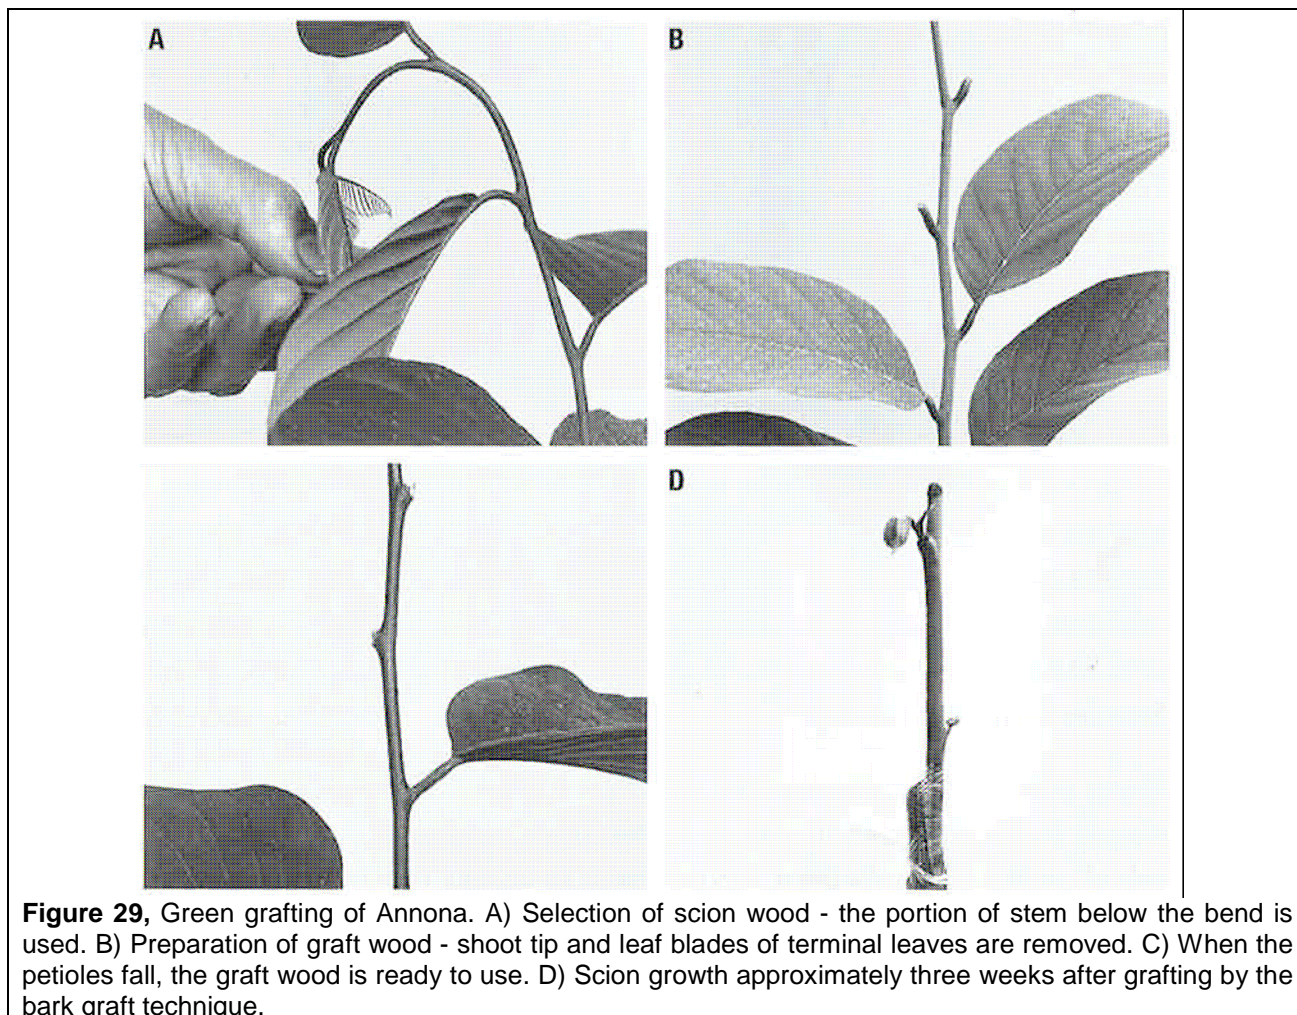 A
B
D
Figure 29, Green grafting of Annona. A) Selection of scion wood - the portion of stem below the bend is
used. B) Preparation of graft wood - shoot tip and leaf blades of terminal leaves are removed. C) When the
petioles fall, the graft wood is ready to use. D) Scion growth approximately three weeks after grafting by the
bark graft technique.